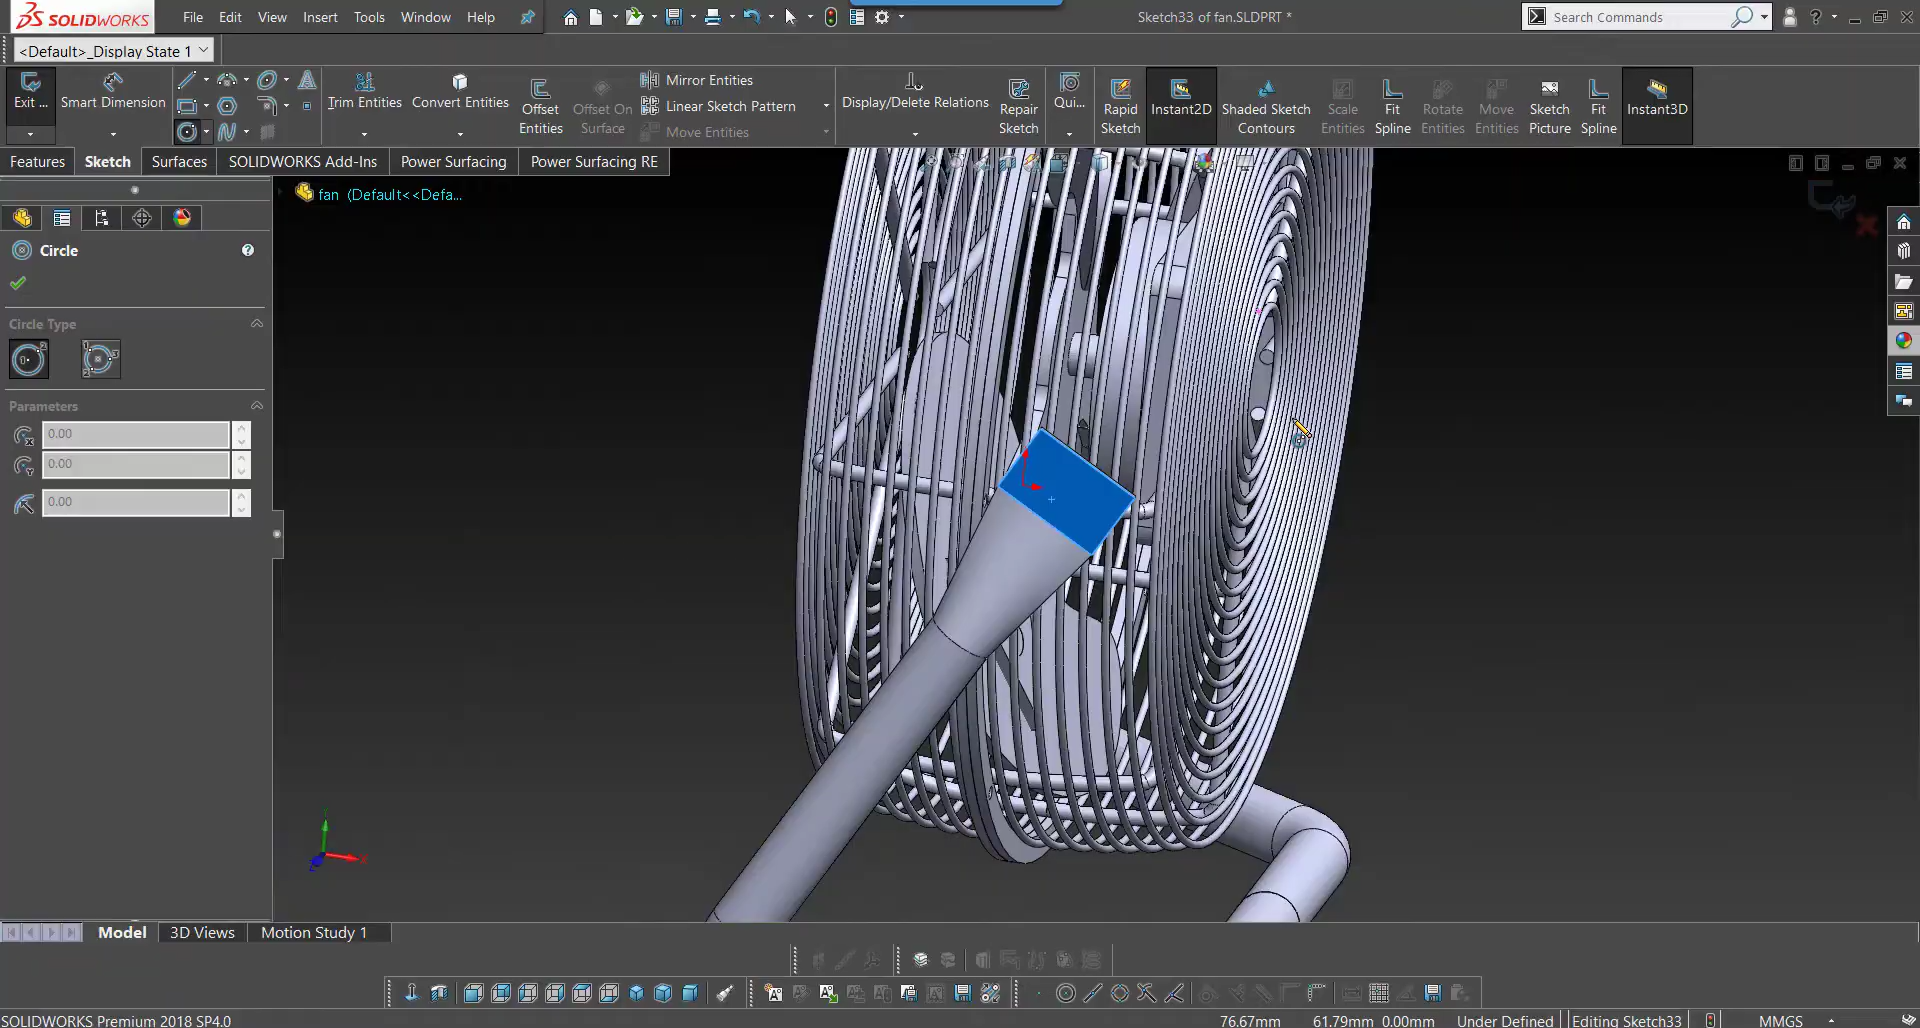 SOLIDWORKS File Edit View Insert Tools Window Help Sketch33 of fan.SLDPRT * Search Commands
<Default>_Display State 1
Exit ... Smart Dimension Trim Entities Convert Entities Offset Entities Offset On Surface Mirror Entities Linear Sketch Pattern Move Entities Display/Delete Relations Repair Sketch Qui... Rapid Sketch Instant2D Shaded Sketch Contours Scale Entities Fit Spline Rotate Entities Move Entities Sketch Picture Fit Spline Instant3D
Features Sketch Surfaces SOLIDWORKS Add-Ins Power Surfacing Power Surfacing RE
fan (Default<<Defa...
Circle
Circle Type
Parameters
0.00
0.00
0.00
Model 3D Views Motion Study 1
SOLIDWORKS Premium 2018 SP4.0 76.67mm 61.79mm 0.00mm Under Defined Editing Sketch33 MMGS